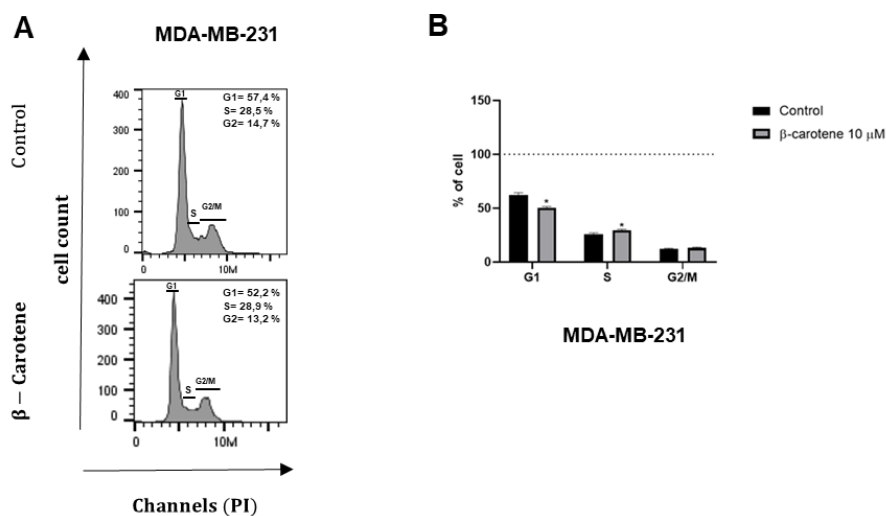 A
MDA-MB-231
Control
400
300
200
100
0
G1
S
G2/M
G1= 57,4 %
S= 28,5 %
G2= 14,7 %
0
10M
cell count
β – Carotene
400
300
200
100
0
G1
S
G2/M
G1= 52,2 %
S= 28,9 %
G2= 13,2 %
0
10M
Channels (PI)
B
150
100
50
0
% of cell
*
*
G1
S
G2/M
Control
β-carotene 10 μM
MDA-MB-231